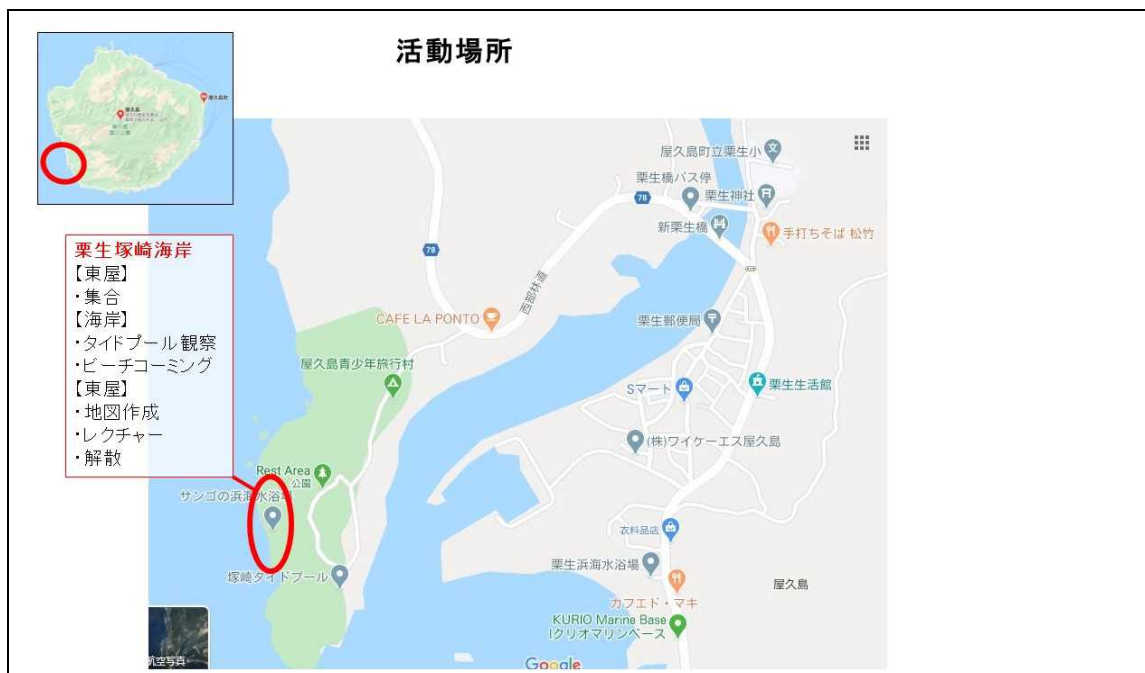 活動場所
屋久島
屋久島町
栗生塚崎海岸
【東屋】
・集合
【海岸】
・タイドプール観察
・ビーチコーミング
【東屋】
・地図作成
・レクチャー
・解散
屋久島町立栗生小
栗生橋バス停
78
栗生神社
新栗生橋
手打ちそば 松竹
78
西部林道
CAFE LA PONTO
栗生郵便局
屋久島青少年旅行村
Sマート
栗生生活館
(株)ワイケーエス屋久島
Rest Area
公園
サンゴの浜海水浴場
衣料品店
栗生浜海水浴場
塚崎タイドプール
屋久島
カフエド・マキ
KURIO Marine Base
Iクリオマリンベース
航空写真
Google